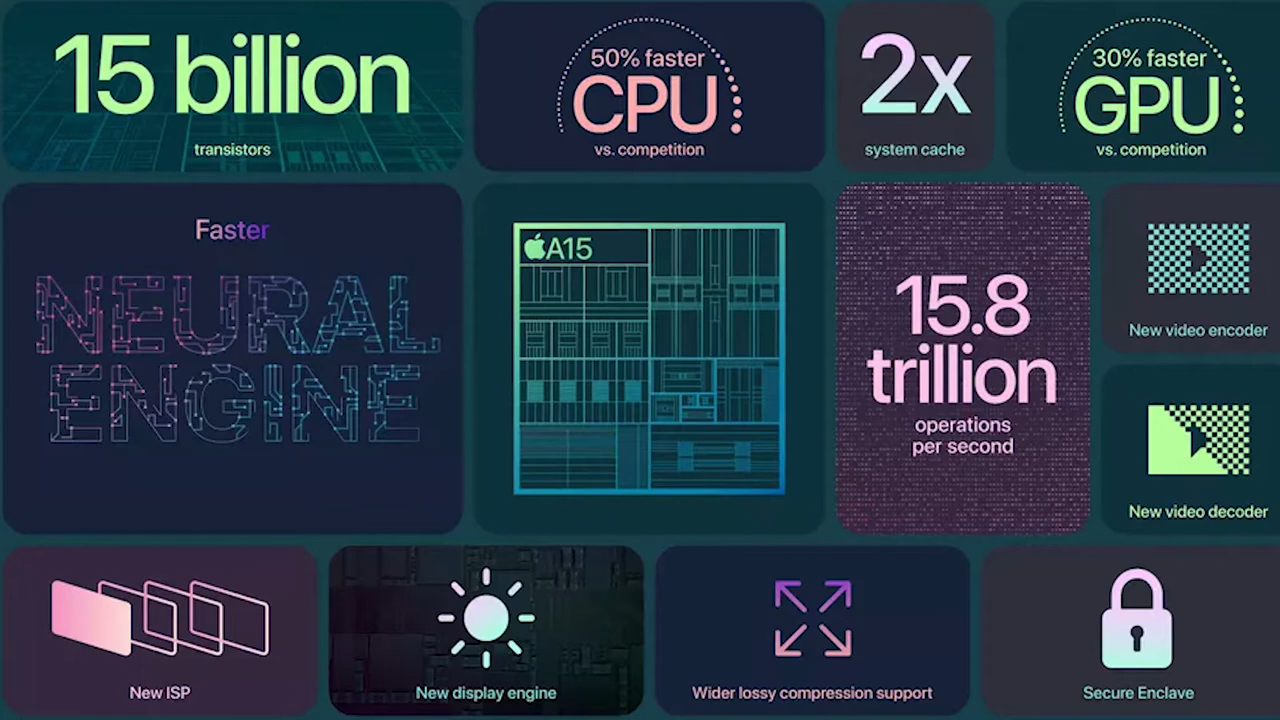 15 billion
transistors
50% faster
CPU
vs. competition
2x
system cache
30% faster
GPU
vs. competition
Faster
NEURAL
ENGINE
A15
15.8
trillion
operations
per second
New video encoder
New video decoder
New ISP
New display engine
Wider lossy compression support
Secure Enclave